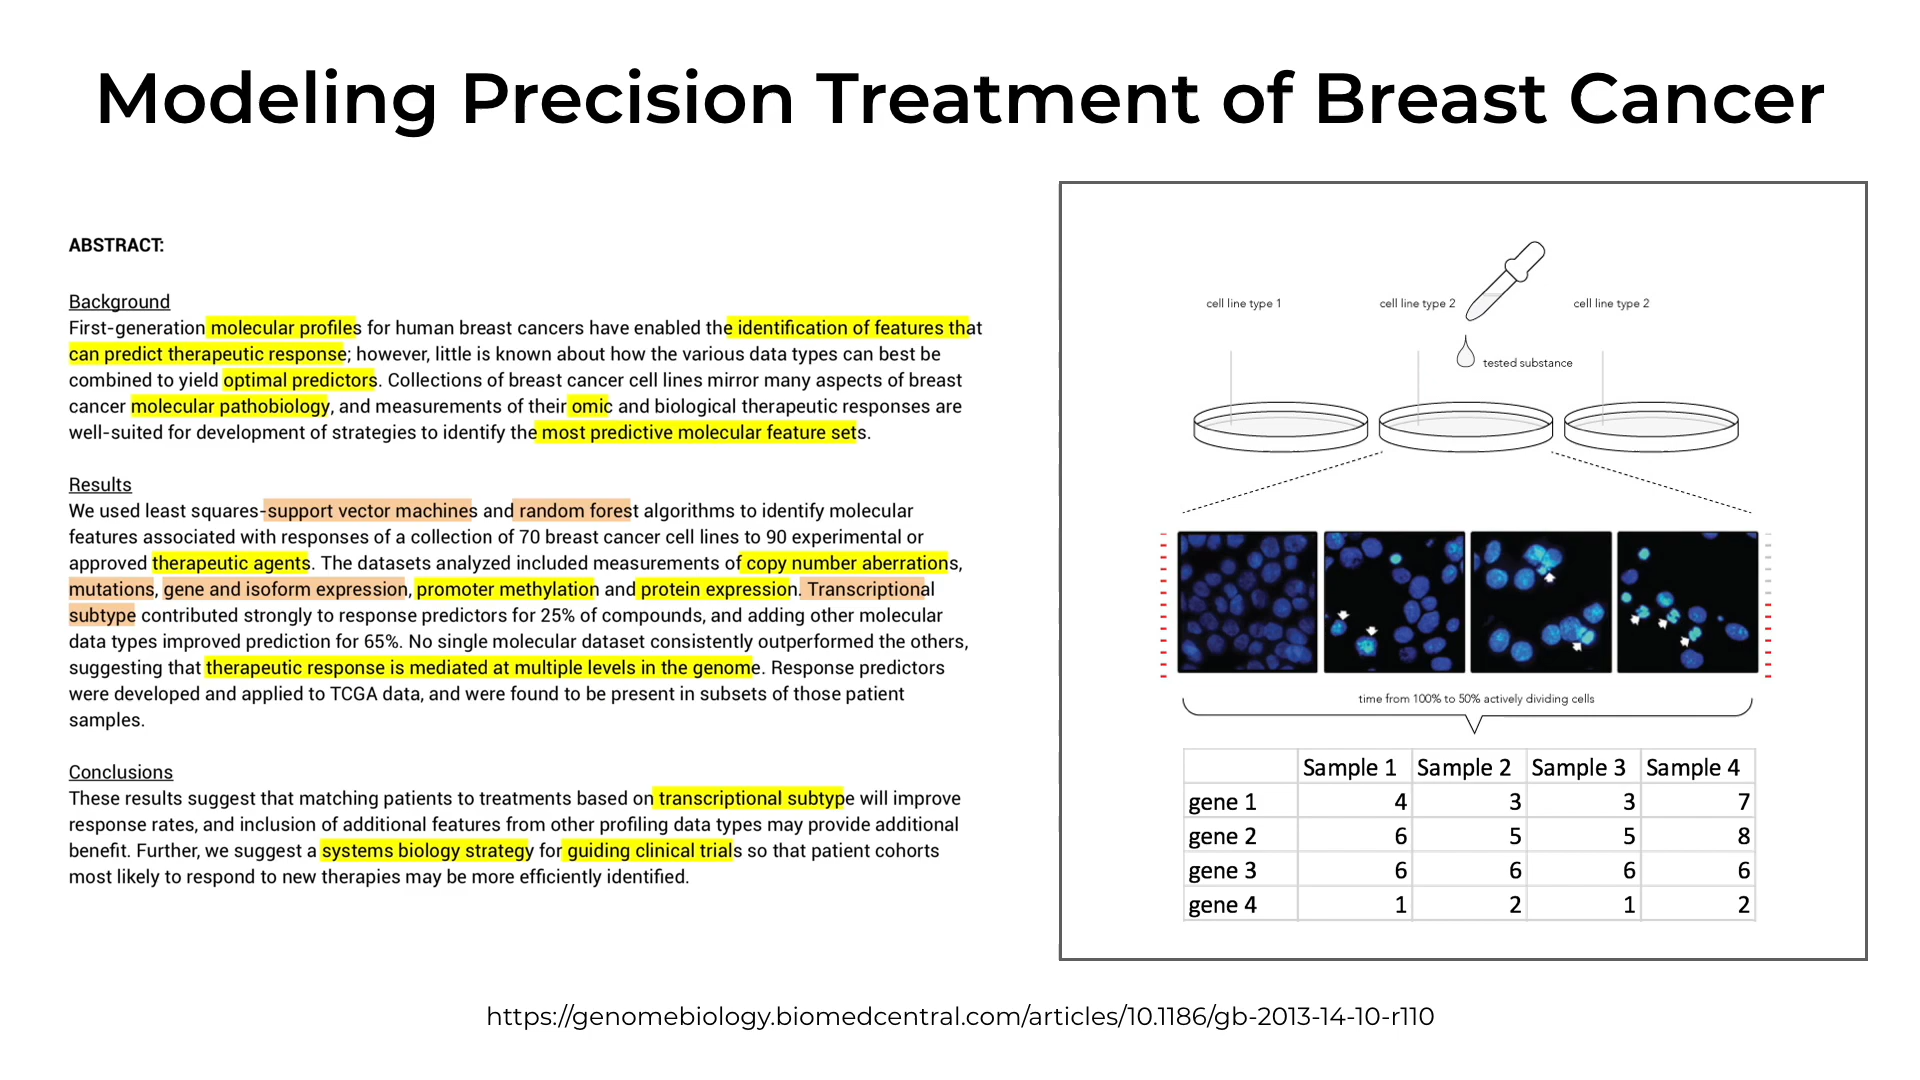 Modeling Precision Treatment of Breast Cancer
ABSTRACT:
Background
First-generation molecular profiles for human breast cancers have enabled the identification of features that
can predict therapeutic response; however, little is known about how the various data types can best be
combined to yield optimal predictors. Collections of breast cancer cell lines mirror many aspects of breast
cancer molecular pathobiology, and measurements of their omic and biological therapeutic responses are
well-suited for development of strategies to identify the most predictive molecular feature sets.
Results
We used least squares-support vector machines and random forest algorithms to identify molecular
features associated with responses of a collection of 70 breast cancer cell lines to 90 experimental or
approved therapeutic agents. The datasets analyzed included measurements of copy number aberrations,
mutations, gene and isoform expression, promoter methylation and protein expression. Transcriptional
subtype contributed strongly to response predictors for 25% of compounds, and adding other molecular
data types improved prediction for 65%. No single molecular dataset consistently outperformed the others,
suggesting that therapeutic response is mediated at multiple levels in the genome. Response predictors
were developed and applied to TCGA data, and were found to be present in subsets of those patient
samples.
Conclusions
These results suggest that matching patients to treatments based on transcriptional subtype will improve
response rates, and inclusion of additional features from other profiling data types may provide additional
benefit. Further, we suggest a systems biology strategy for guiding clinical trials so that patient cohorts
most likely to respond to new therapies may be more efficiently identified.
cell line type 1 cell line type 2 cell line type 2
tested substance
time from 100% to 50% actively dividing cells
Sample 1 Sample 2 Sample 3 Sample 4
gene 1 4 3 3 7
gene 2 6 5 5 8
gene 3 6 6 6 6
gene 4 1 2 1 2
https://genomebiology.biomedcentral.com/articles/10.1186/gb-2013-14-10-r110